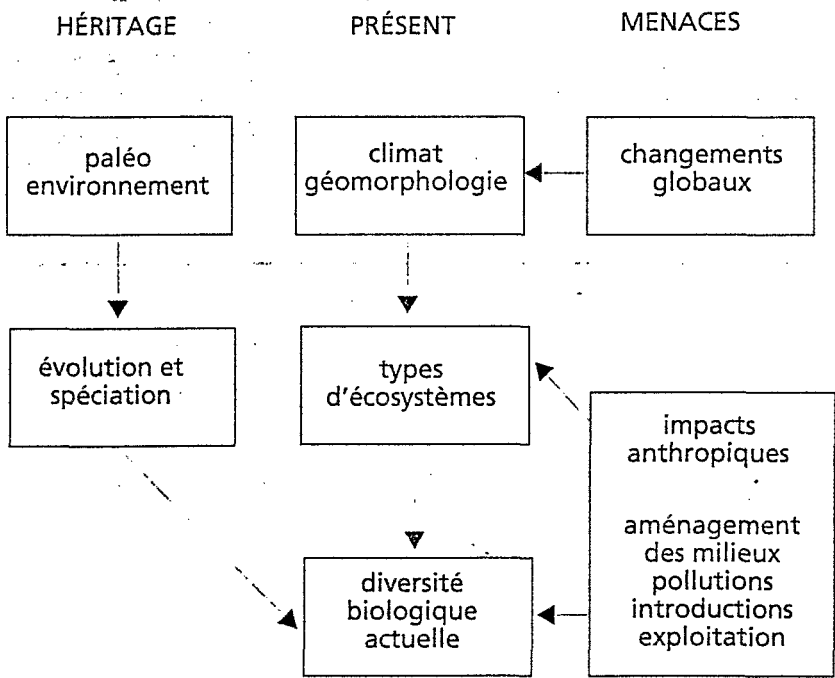 HÉRITAGE
PRÉSENT
MENACES
paléo
environnement
climat
géomorphologie
changements
globaux
évolution et
spéciation
types
d'écosystèmes
impacts
anthropiques
aménagement
des milieux
pollutions
introductions
exploitation
diversité
biologique
actuelle